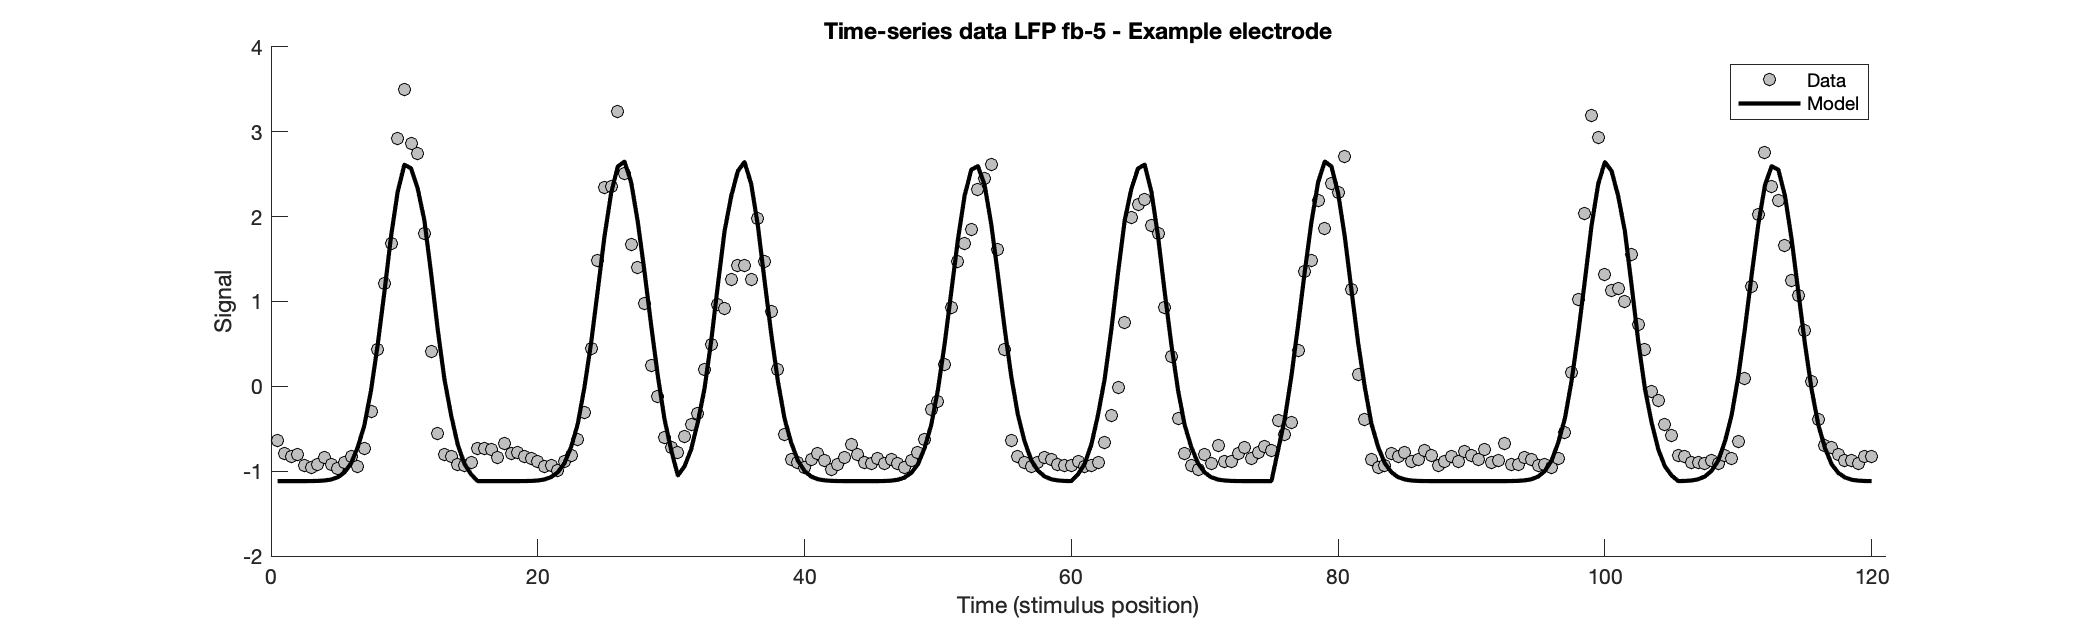 Time-series data LFP fb-5 - Example electrode
4
3
2
1
0
-1
-2
Signal
Data
Model
0 20 40 60 80 100 120
Time (stimulus position)